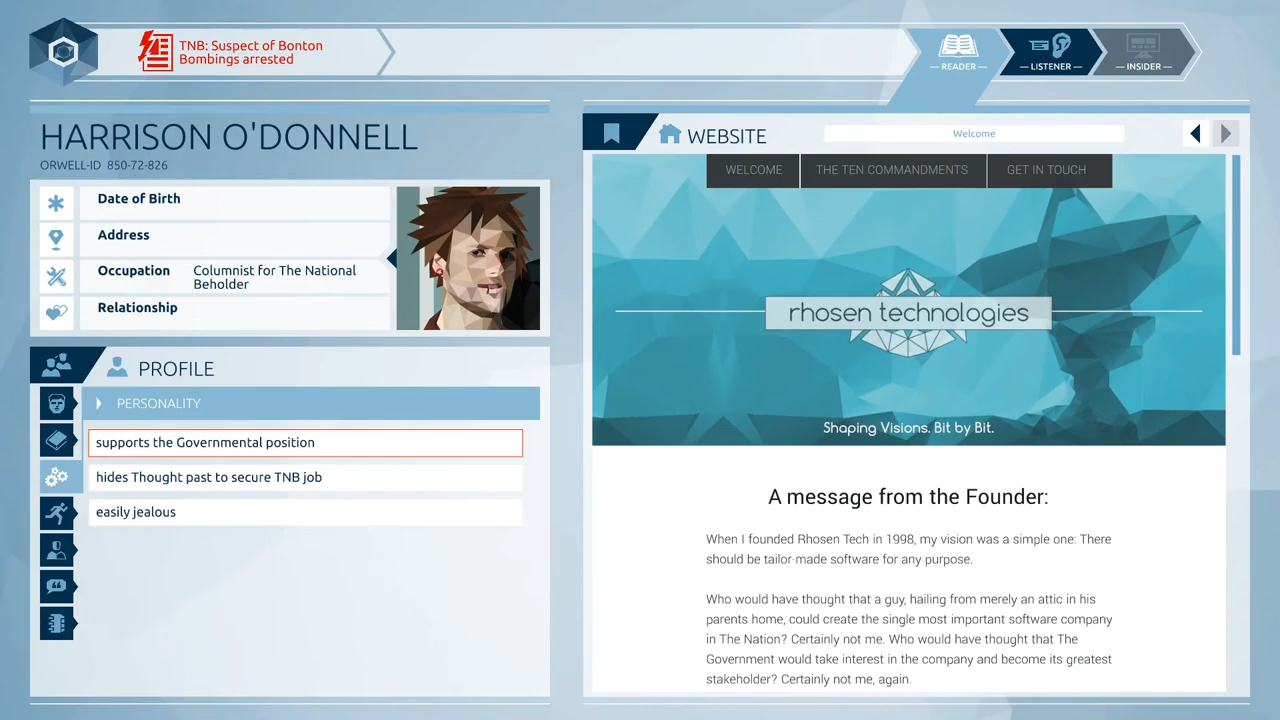 TNB: Suspect of Bonton
Bombings arrested
— READER —
— LISTENER —
— INSIDER —
HARRISON O'DONNELL
ORWELL-ID 850-72-826
Date of Birth
Address
Occupation Columnist for The National
Beholder
Relationship
PROFILE
PERSONALITY
supports the Governmental position
hides Thought past to secure TNB job
easily jealous
WEBSITE
Welcome
WELCOME
THE TEN COMMANDMENTS
GET IN TOUCH
rhosen technologies
Shaping Visions. Bit by Bit.
A message from the Founder:
When I founded Rhosen Tech in 1998, my vision was a simple one: There
should be tailor-made software for any purpose.
Who would have thought that a guy, hailing from merely an attic in his
parents home, could create the single most important software company
in The Nation? Certainly not me. Who would have thought that The
Government would take interest in the company and become its greatest
stakeholder? Certainly not me, again.